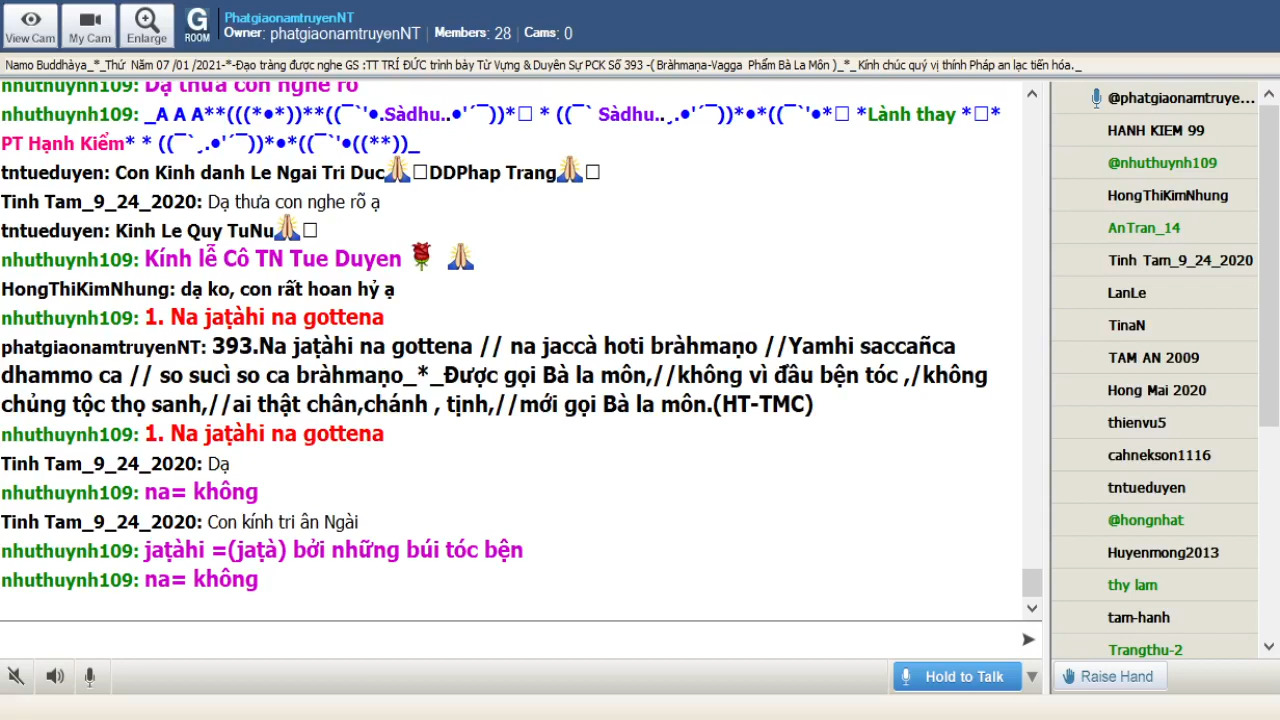 View Cam
My Cam
Enlarge
G
ROOM
PhatgiaonamtruyenNT
Owner: phatgiaonamtruyenNT | Members: 28 | Cams: 0
Namo Buddhàya_*_Thứ Năm 07 /01 /2021-*-Đạo tràng được nghe GS :TT TRÍ ĐỨC trình bày Từ Vựng & Duyên Sự PCK Số 393 -( Bràhmaṇa-Vagga Phẩm Bà La Môn )_*_Kính chúc quý vị thính Pháp an lạc tiến hóa._
nhuthuynh109: Dạ thưa con nghe rõ
nhuthuynh109: _A A A**(((*●*))**((¯`'●.Sàdhu..●'´¯))*□ * ((¯` Sàdhu..¸.●'´¯))*●*((¯`'●*□ *Lành thay *□*
PT Hạnh Kiểm* * ((¯`¸.●'´¯))*●*((¯`'●((**))_
tntueduyen: Con Kinh danh Le Ngai Tri Duc🙏□DDPhap Trang🙏□
Tinh Tam_9_24_2020: Dạ thưa con nghe rõ ạ
tntueduyen: Kinh Le Quy TuNu🙏□
nhuthuynh109: Kính lễ Cô TN Tue Duyen 🌹 🙏
HongThiKimNhung: dạ ko, con rất hoan hỷ ạ
nhuthuynh109: 1. Na jaṭàhi na gottena
phatgiaonamtruyenNT: 393.Na jaṭàhi na gottena // na jaccà hoti bràhmaṇo //Yamhi saccañca
dhammo ca // so sucì so ca bràhmaṇo_*_Được gọi Bà la môn,//không vì đầu bện tóc ,/không
chủng tộc thọ sanh,//ai thật chân,chánh , tịnh,//mới gọi Bà la môn.(HT-TMC)
nhuthuynh109: 1. Na jaṭàhi na gottena
Tinh Tam_9_24_2020: Dạ
nhuthuynh109: na= không
Tinh Tam_9_24_2020: Con kính tri ân Ngài
nhuthuynh109: jaṭàhi =(jaṭà) bởi những búi tóc bện
nhuthuynh109: na= không
@phatgiaonamtruye...
HANH KIEM 99
@nhuthuynh109
HongThiKimNhung
AnTran_14
Tinh Tam_9_24_2020
LanLe
TinaN
TAM AN 2009
Hong Mai 2020
thienvu5
cahnekson1116
tntueduyen
@hongnhat
Huyenmong2013
thy lam
tam-hanh
Trangthu-2
Hold to Talk
Raise Hand